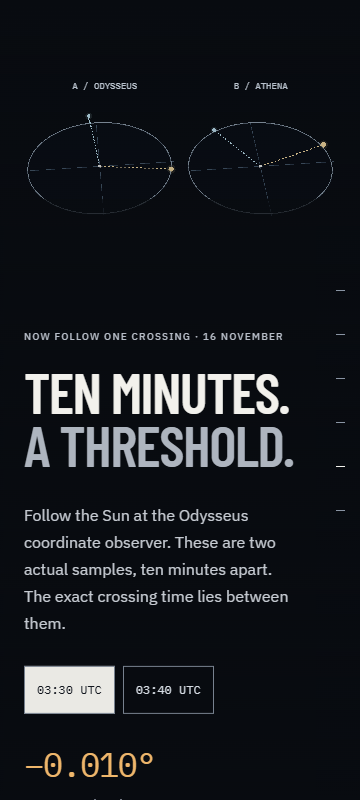 A / ODYSSEUS
B / ATHENA
NOW FOLLOW ONE CROSSING · 16 NOVEMBER
TEN MINUTES.
A THRESHOLD.
Follow the Sun at the Odysseus
coordinate observer. These are two
actual samples, ten minutes apart.
The exact crossing time lies between
them.
03:30 UTC
03:40 UTC
−0.010°